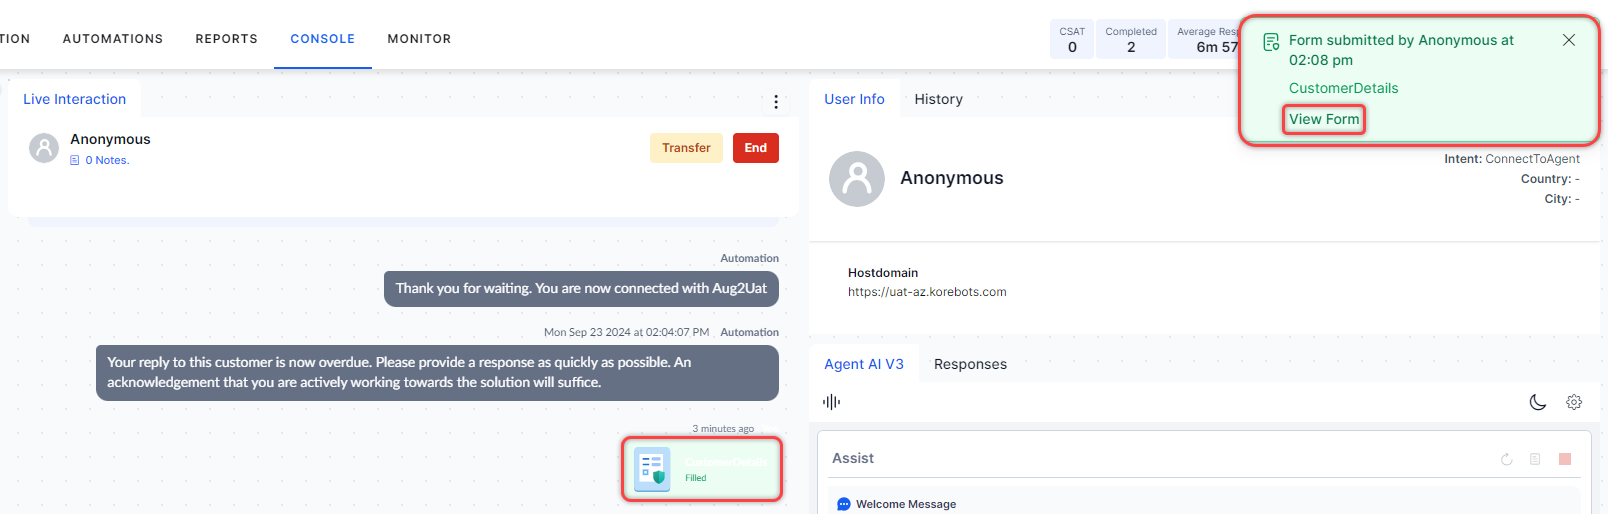 TION AUTOMATIONS REPORTS CONSOLE MONITOR
CSAT
0
Completed
2
Average Resp
6m 57
Form submitted by Anonymous at
02:08 pm
CustomerDetails
View Form
Live Interaction
Anonymous
0 Notes.
Transfer
End
Automation
Thank you for waiting. You are now connected with Aug2Uat
Mon Sep 23 2024 at 02:04:07 PM Automation
Your reply to this customer is now overdue. Please provide a response as quickly as possible. An
acknowledgement that you are actively working towards the solution will suffice.
3 minutes ago
CustomerDetails
Filled
User Info History
Anonymous
Intent: ConnectToAgent
Country: -
City: -
Hostdomain
https://uat-az.korebots.com
Agent AI V3 Responses
Assist
Welcome Message